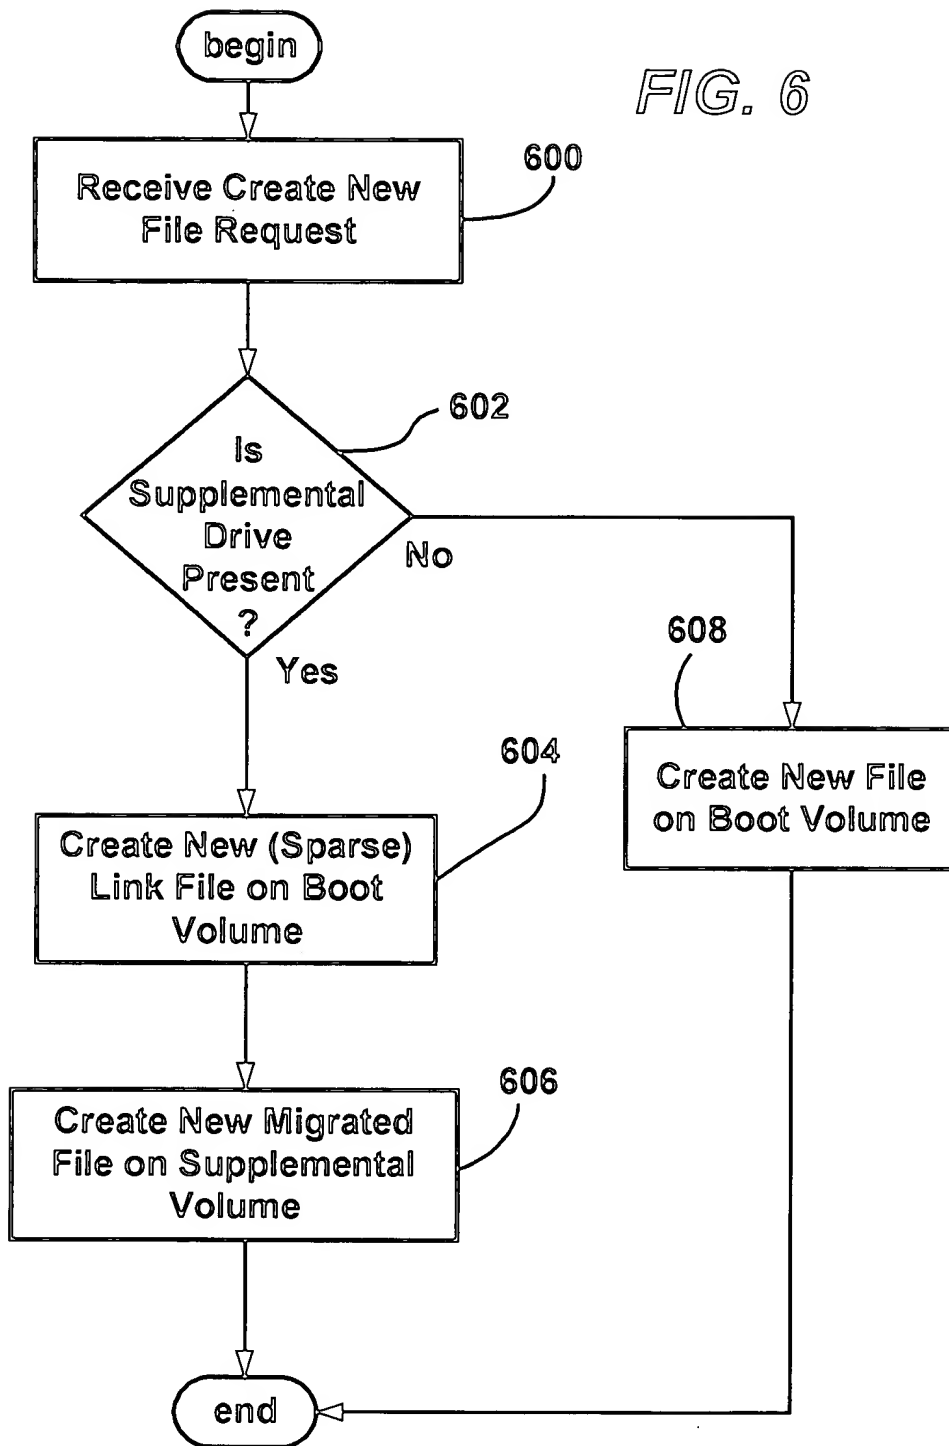 begin
FIG. 6
600
Receive Create New
File Request
602
Is
Supplemental
Drive
Present
?
No
Yes
608
Create New File
on Boot Volume
604
Create New (Sparse)
Link File on Boot
Volume
606
Create New Migrated
File on Supplemental
Volume
end